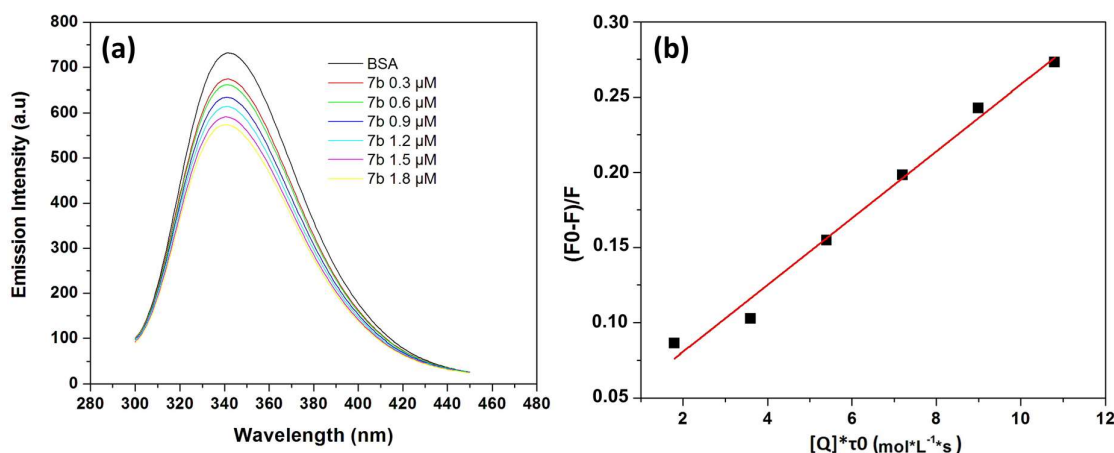 (a)
800
700
600
500
400
300
200
100
0
Emission Intensity (a.u)
BSA
7b 0.3 µM
7b 0.6 µM
7b 0.9 µM
7b 1.2 µM
7b 1.5 µM
7b 1.8 µM
280 300 320 340 360 380 400 420 440 460 480
Wavelength (nm)
(b)
0.30
0.25
0.20
0.15
0.10
0.05
(F0-F)/F
2 4 6 8 10 12
[Q]*τ0 (mol*L⁻¹*s)